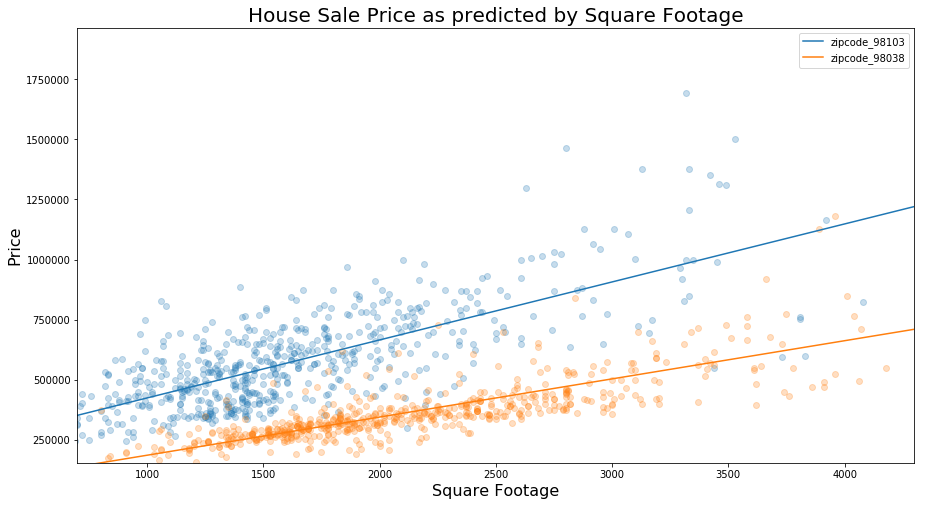 House Sale Price as predicted by Square Footage
zipcode_98103
zipcode_98038
1750000
1500000
1250000
1000000
750000
500000
250000
Price
1000 1500 2000 2500 3000 3500 4000
Square Footage